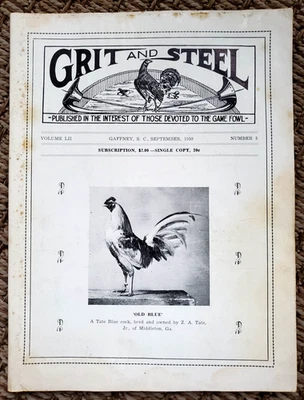 GRIT AND STEEL
-PUBLISHED IN THE INTEREST OF THOSE DEVOTED TO THE GAME FOWL-
VOLUME LII GAFFNEY, S. C., SEPTEMBER, NUMBER 5
SUBSCRIPTION, $2.00—SINGLE COPY, 20c
'OLD BLUE'
A Tate Blue cock, bred and owned by Z. A. Tate,
Jr., of Middleton, Ga.